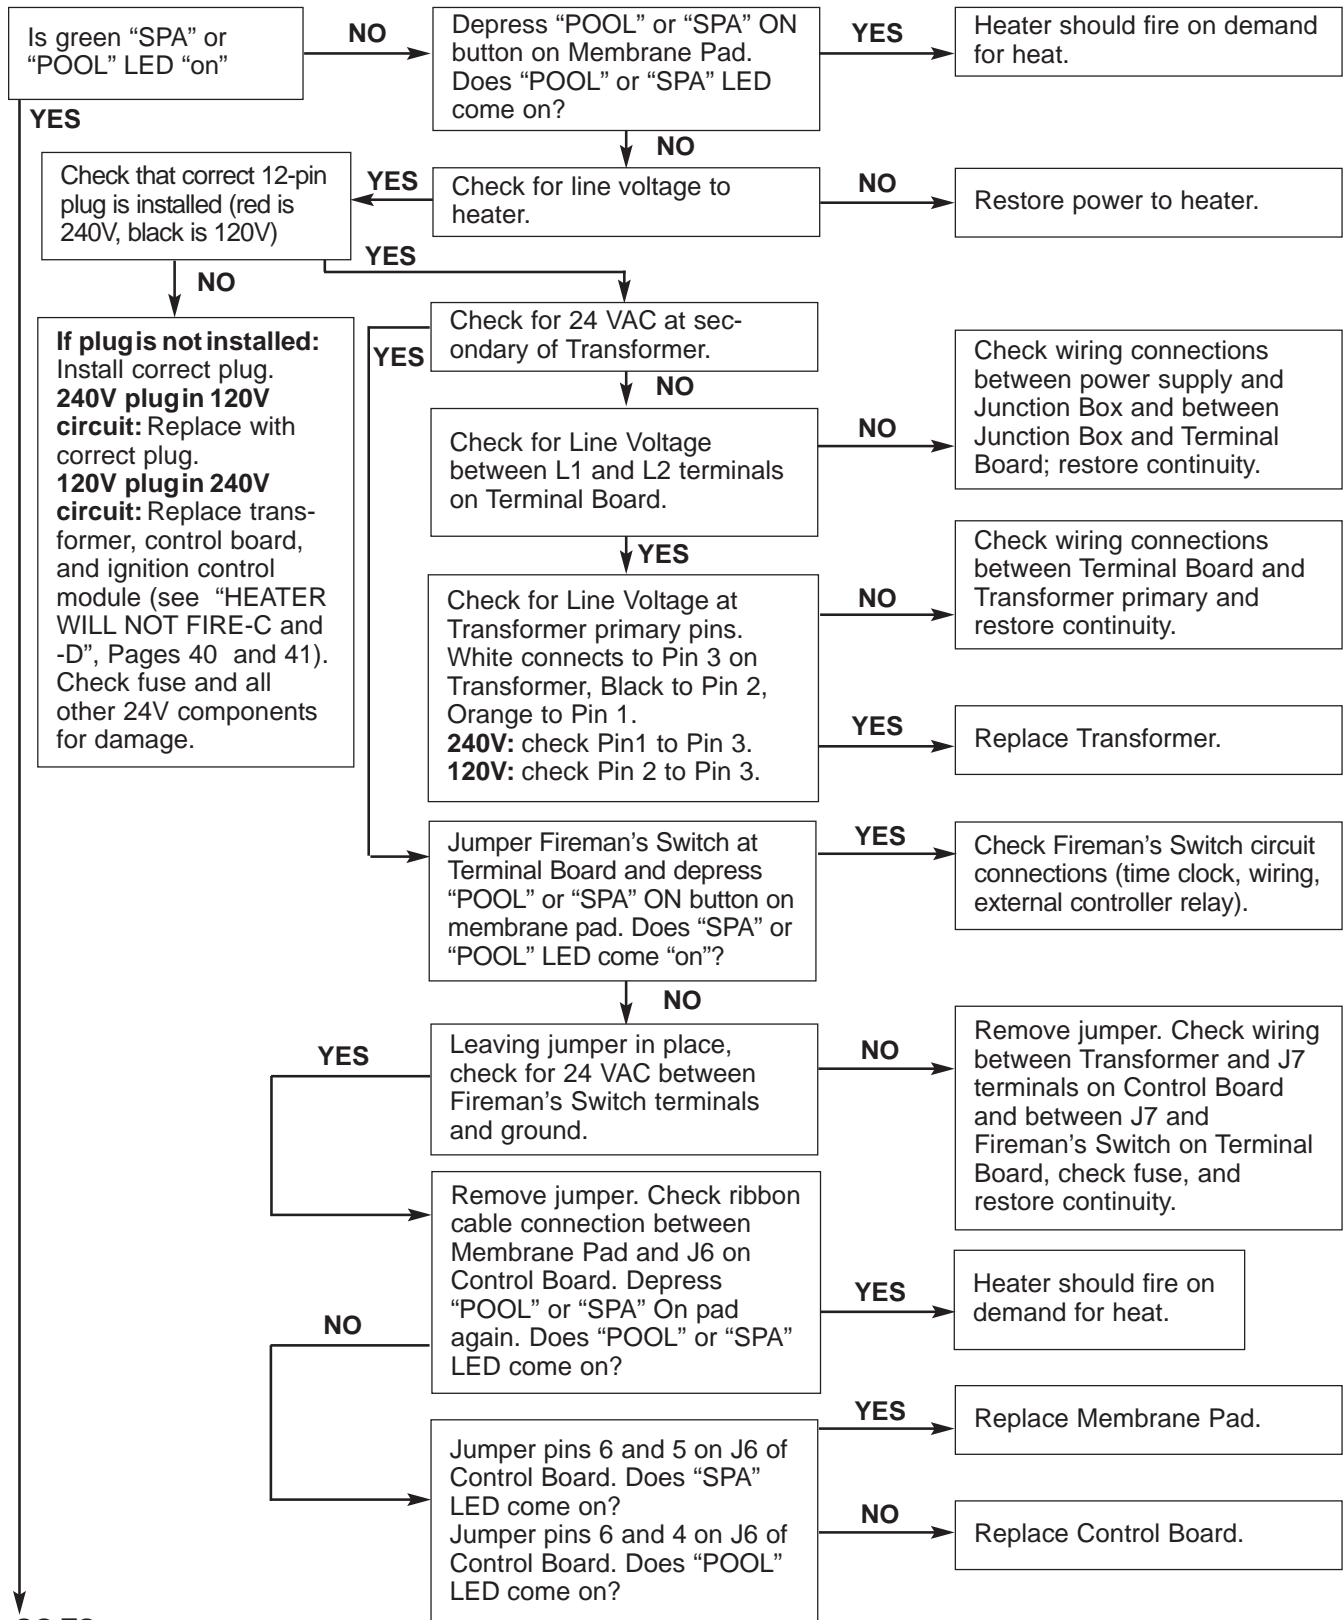 Is green “SPA” or
“POOL” LED “on”
NO
Depress “POOL” or “SPA” ON
button on Membrane Pad.
Does “POOL” or “SPA” LED
come on?
YES
Heater should fire on demand
for heat.
YES
NO
Check that correct 12-pin
plug is installed (red is
240V, black is 120V)
YES
Check for line voltage to
heater.
NO
Restore power to heater.
YES
NO
If plug is not installed:
Install correct plug.
240V plug in 120V
circuit: Replace with
correct plug.
120V plug in 240V
circuit: Replace trans-
former, control board,
and ignition control
module (see “HEATER
WILL NOT FIRE-C and
-D”, Pages 40 and 41).
Check fuse and all
other 24V components
for damage.
YES
Check for 24 VAC at sec-
ondary of Transformer.
NO
Check for Line Voltage
between L1 and L2 terminals
on Terminal Board.
NO
Check wiring connections
between power supply and
Junction Box and between
Junction Box and Terminal
Board; restore continuity.
YES
Check for Line Voltage at
Transformer primary pins.
White connects to Pin 3 on
Transformer, Black to Pin 2,
Orange to Pin 1.
240V: check Pin1 to Pin 3.
120V: check Pin 2 to Pin 3.
NO
Check wiring connections
between Terminal Board and
Transformer primary and
restore continuity.
YES
Replace Transformer.
Jumper Fireman’s Switch at
Terminal Board and depress
“POOL” or “SPA” ON button on
membrane pad. Does “SPA” or
“POOL” LED come “on”?
YES
Check Fireman’s Switch circuit
connections (time clock, wiring,
external controller relay).
NO
YES
Leaving jumper in place,
check for 24 VAC between
Fireman’s Switch terminals
and ground.
NO
Remove jumper. Check wiring
between Transformer and J7
terminals on Control Board
and between J7 and
Fireman’s Switch on Terminal
Board, check fuse, and
restore continuity.
Remove jumper. Check ribbon
cable connection between
Membrane Pad and J6 on
Control Board. Depress
“POOL” or “SPA” On pad
again. Does “POOL” or “SPA”
LED come on?
YES
Heater should fire on
demand for heat.
NO
Jumper pins 6 and 5 on J6 of
Control Board. Does “SPA”
LED come on?
Jumper pins 6 and 4 on J6 of
Control Board. Does “POOL”
LED come on?
YES
Replace Membrane Pad.
NO
Replace Control Board.